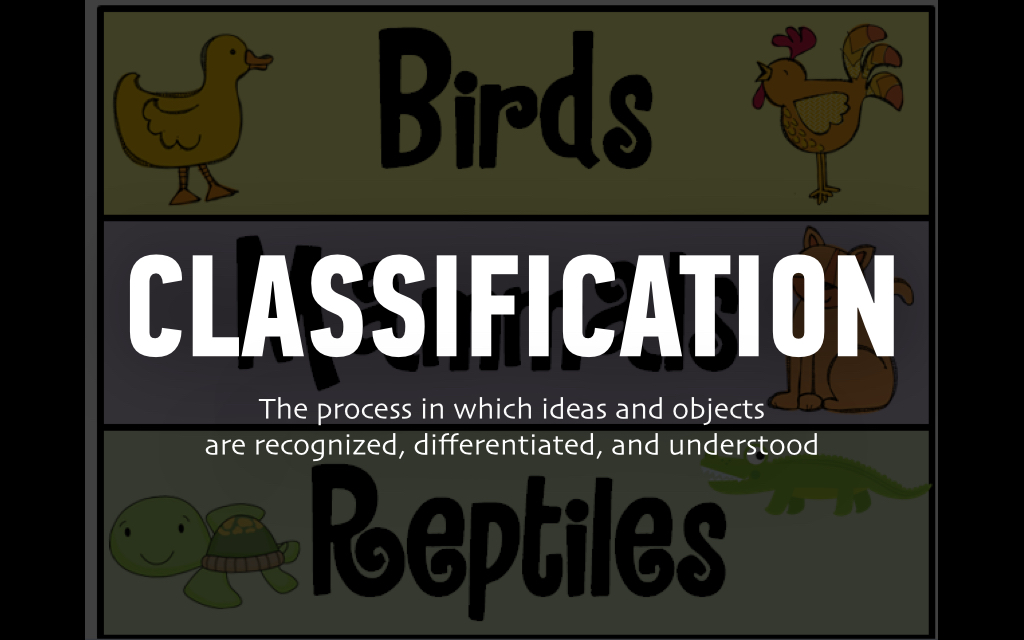 Birds
Mammals
CLASSIFICATION
The process in which ideas and objects
are recognized, differentiated, and understood
Reptiles